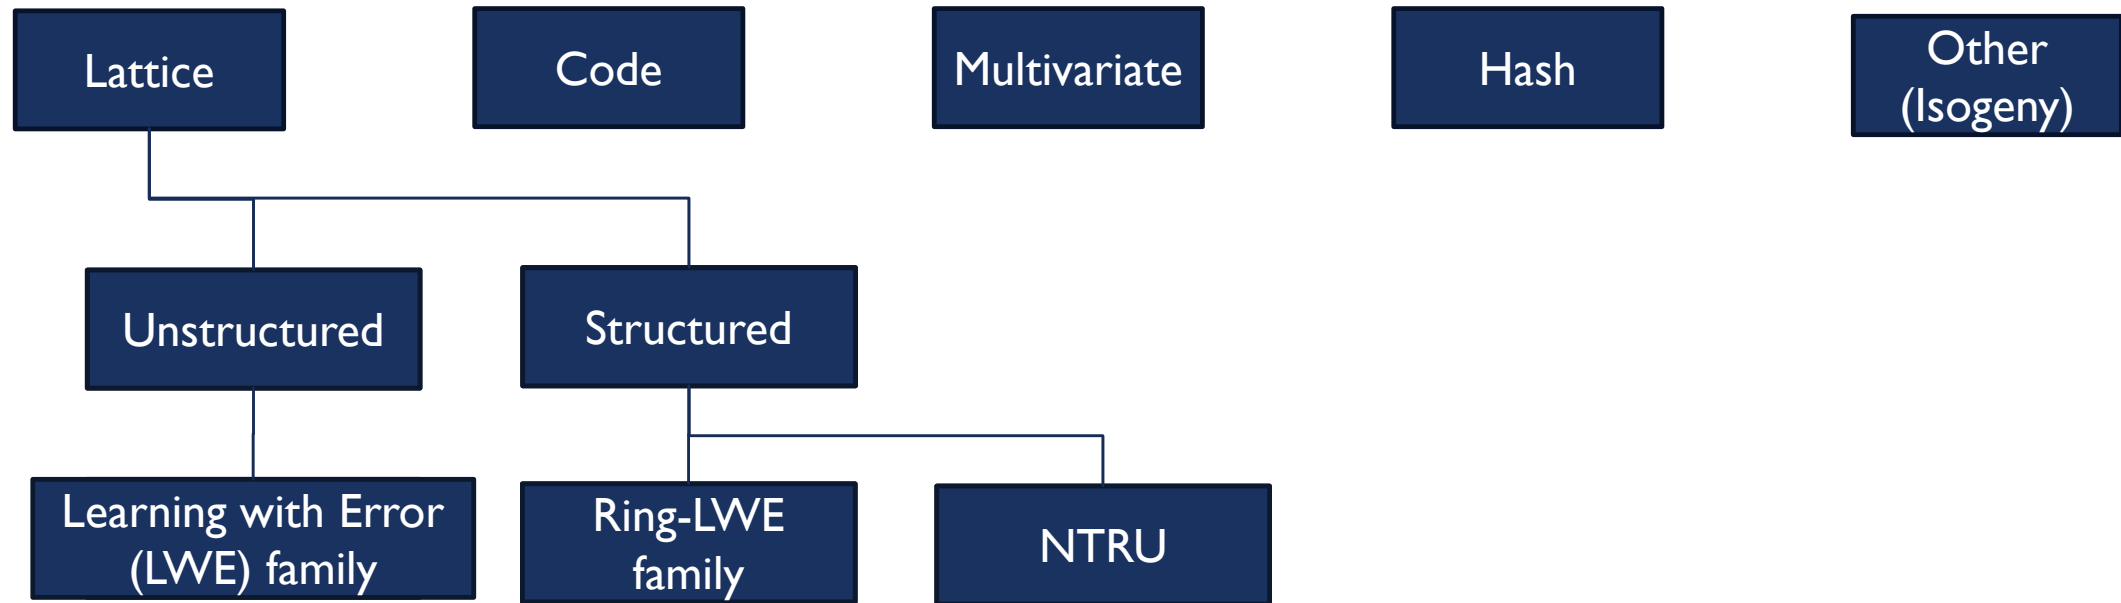 Lattice
Code
Multivariate
Hash
Other
(Isogeny)
Unstructured
Structured
Learning with Error
(LWE) family
Ring-LWE
family
NTRU